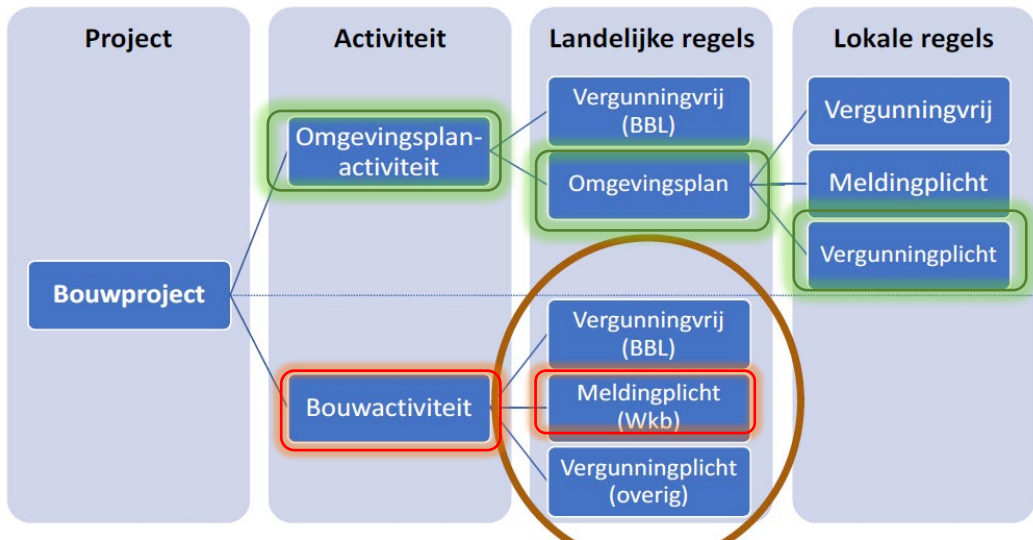 Project
Activiteit
Landelijke regels
Lokale regels
Bouwproject
Omgevingsplan-
activiteit
Bouwactiviteit
Vergunningvrij
(BBL)
Omgevingsplan
Vergunningvrij
(BBL)
Meldingplicht
(Wkb)
Vergunningplicht
(overig)
Vergunningvrij
Meldingplicht
Vergunningplicht